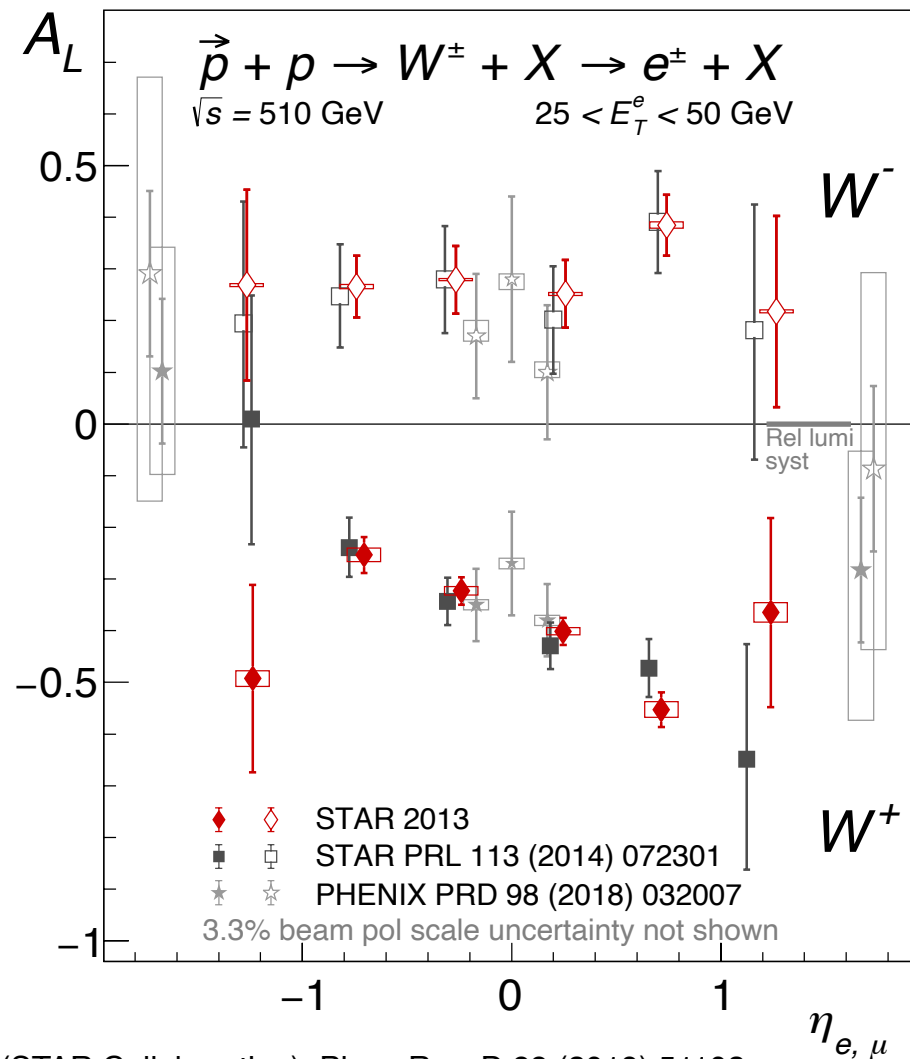 A_L
p⃗ + p → W^± + X → e^± + X
√s = 510 GeV
25 < E_T^e < 50 GeV
0.5
W^-
0
Rel lumi
syst
−0.5
W^+
STAR 2013
STAR PRL 113 (2014) 072301
PHENIX PRD 98 (2018) 032007
3.3% beam pol scale uncertainty not shown
−1
−1 0 1
η_{e, μ}